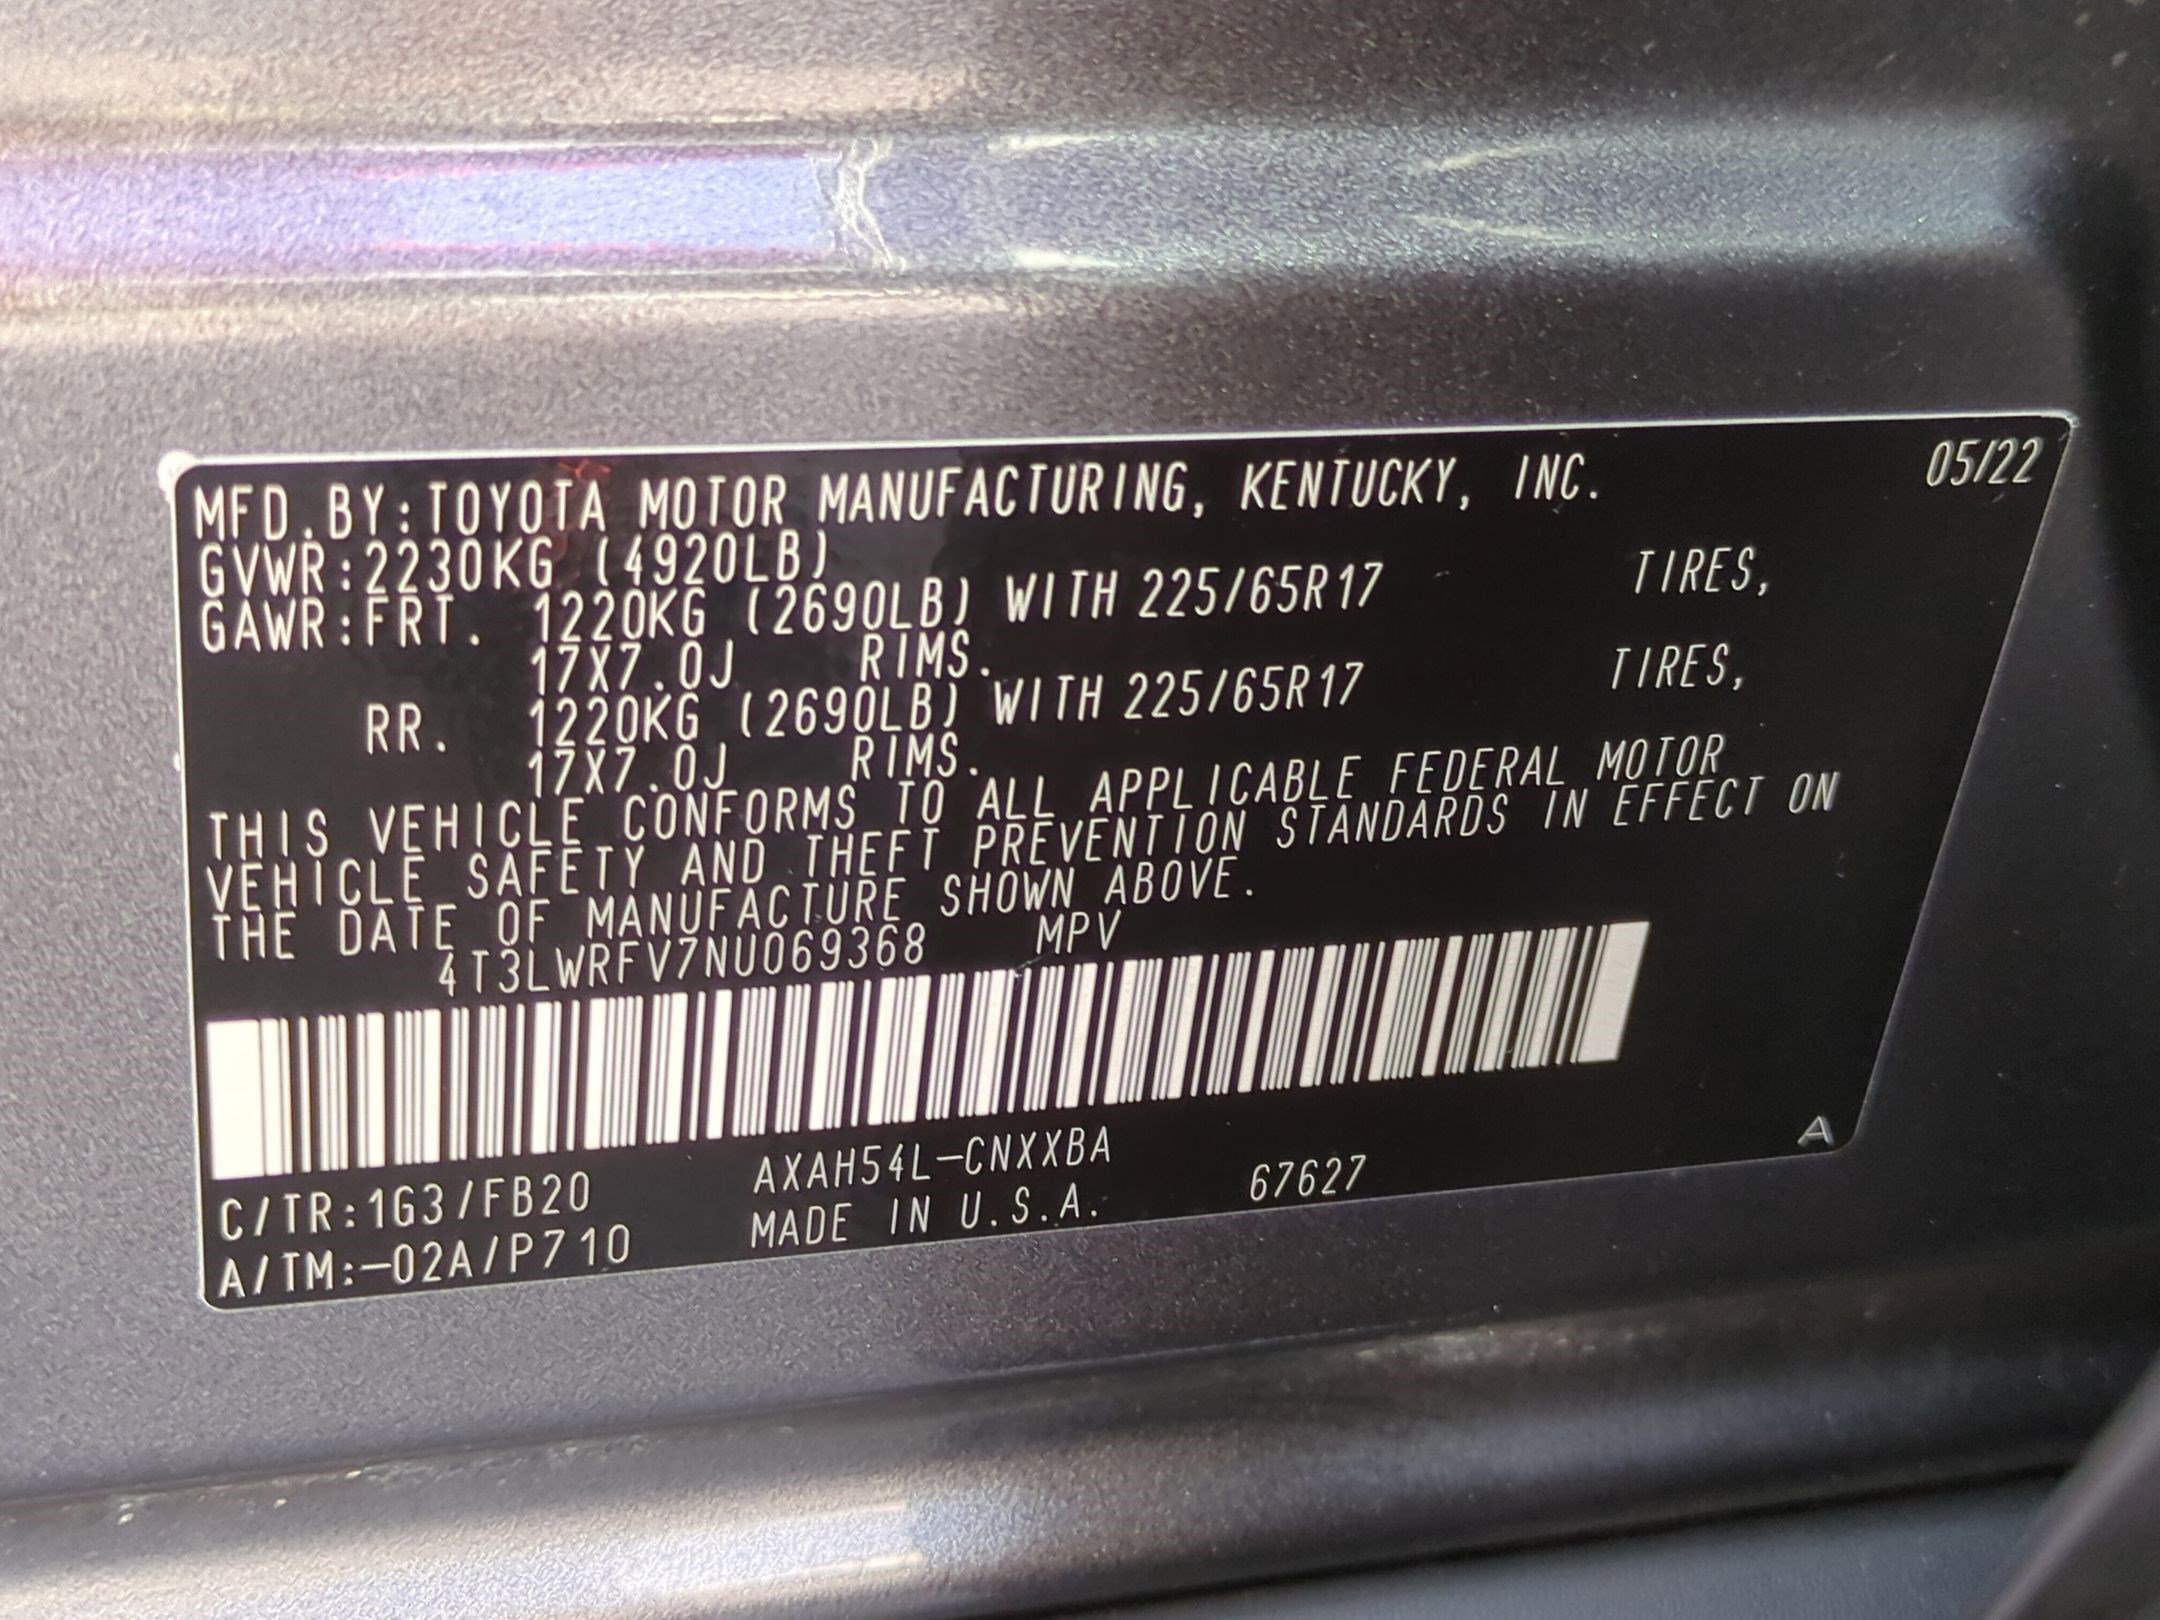 05/22
MFD.BY:TOYOTA MOTOR MANUFACTURING, KENTUCKY, INC.
GVWR:2230KG (4920LB)
GAWR:FRT. 1220KG (2690LB) WITH 225/65R17 TIRES,
17X7.0J RIMS.
RR. 1220KG (2690LB) WITH 225/65R17 TIRES,
17X7.0J RIMS.
THIS VEHICLE CONFORMS TO ALL APPLICABLE FEDERAL MOTOR
VEHICLE SAFETY AND THEFT PREVENTION STANDARDS IN EFFECT ON
THE DATE OF MANUFACTURE SHOWN ABOVE.
4T3LWRFV7NU069368 MPV
C/TR:1G3/FB20 AXAH54L-CNXXBA
A/TM:-02A/P710 MADE IN U.S.A. 67627
A